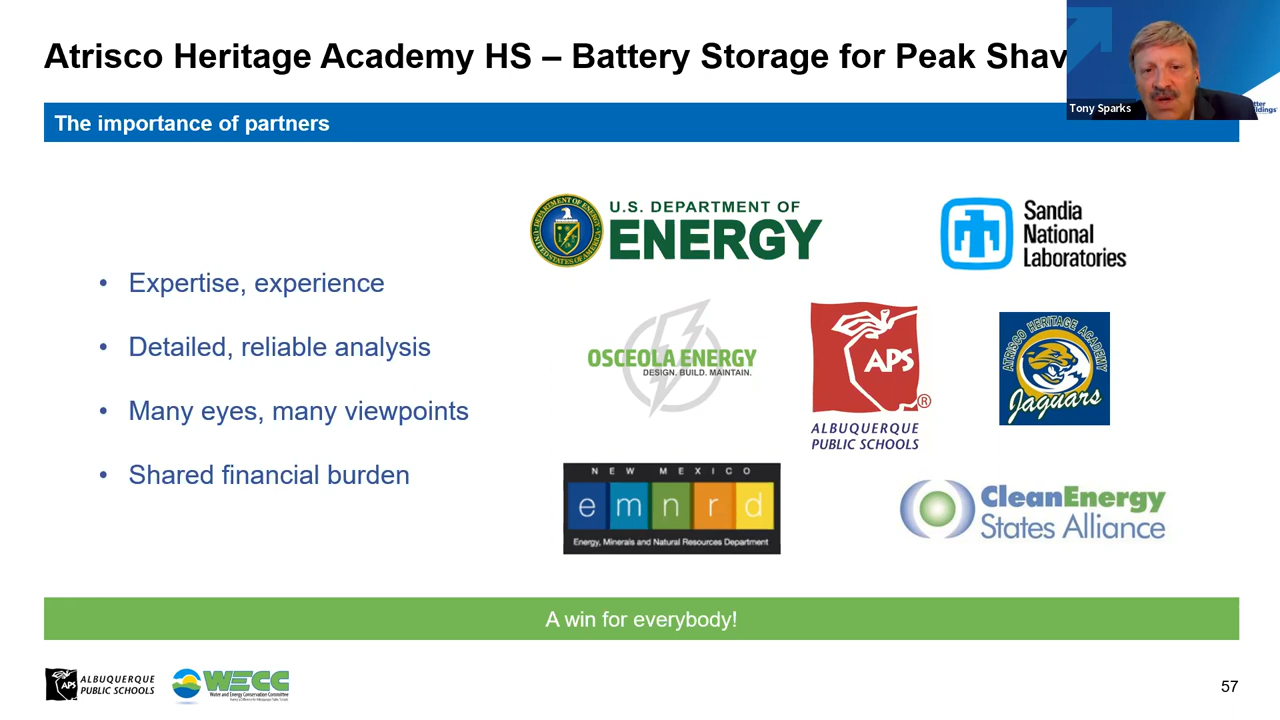 Atrisco Heritage Academy HS – Battery Storage for Peak Shav
Tony Sparks
The importance of partners
• Expertise, experience
• Detailed, reliable analysis
• Many eyes, many viewpoints
• Shared financial burden
U.S. DEPARTMENT OF
ENERGY
Sandia
National
Laboratories
OSCEOLA ENERGY
DESIGN. BUILD. MAINTAIN.
APS
®
ALBUQUERQUE
PUBLIC SCHOOLS
ATRISCO HERITAGE ACADEMY
Jaguars
NEW MEXICO
emnrd
Energy, Minerals and Natural Resources Department
CleanEnergy
States Alliance
A win for everybody!
APS
ALBUQUERQUE
PUBLIC SCHOOLS
WECC
Water and Energy Conservation Committee
57